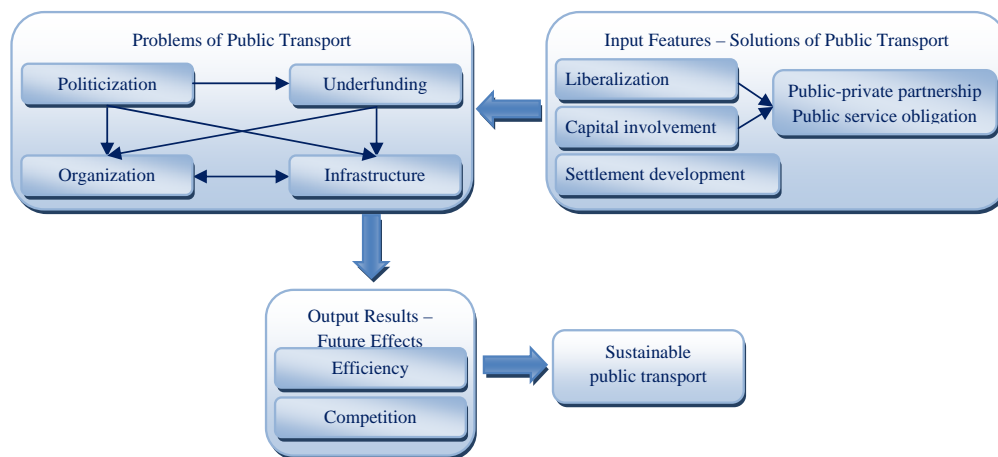 Problems of Public Transport
Politicization
Underfunding
Organization
Infrastructure
Input Features – Solutions of Public Transport
Liberalization
Capital involvement
Settlement development
Public-private partnership
Public service obligation
Output Results –
Future Effects
Efficiency
Competition
Sustainable
public transport